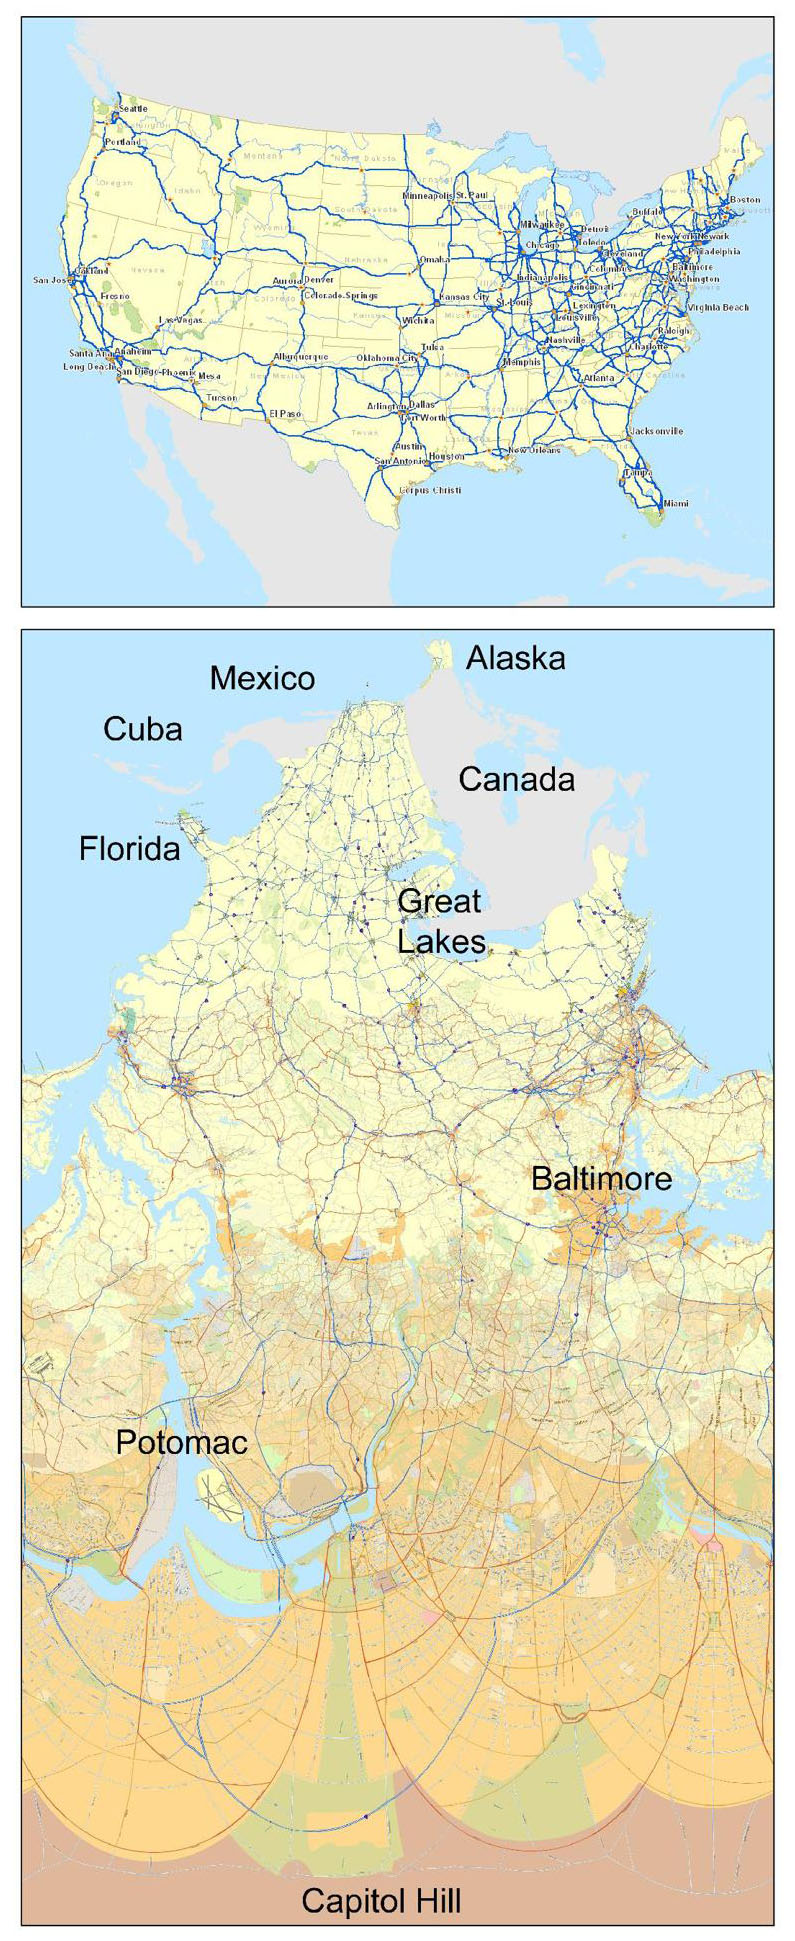 Seattle
Washington
Portland
Montana
North Dakota
Maine
Oregon
Idaho
Minneapolis St. Paul
Boston
South Dakota
Buffalo
Wyoming
Milwaukee
Detroit
New York Newark
Chicago
Toledo
Cleveland
Philadelphia
Oakland
Nevada
Nebraska
Omaha
Columbus
Baltimore
San Jose
Aurora Denver
Indianapolis
Washington
Fresno
Colorado
Colorado Springs
Kansas City
St. Louis
Cincinnati
Lexington
Louisville
Virginia Beach
Las Vegas
Kansas
Wichita
Missouri
Raleigh
Santa Ana Anaheim
Albuquerque
Tulsa
Nashville
Charlotte
Long Beach
San Diego Phoenix Mesa
New Mexico
Oklahoma City
Memphis
Atlanta
Tucson
El Paso
Arlington Dallas
Fort Worth
Mississippi
Texas
Austin
Jacksonville
San Antonio Houston
New Orleans
Tampa
Corpus Christi
Miami
Alaska
Mexico
Cuba
Canada
Florida
Great
Lakes
Baltimore
Potomac
Capitol Hill